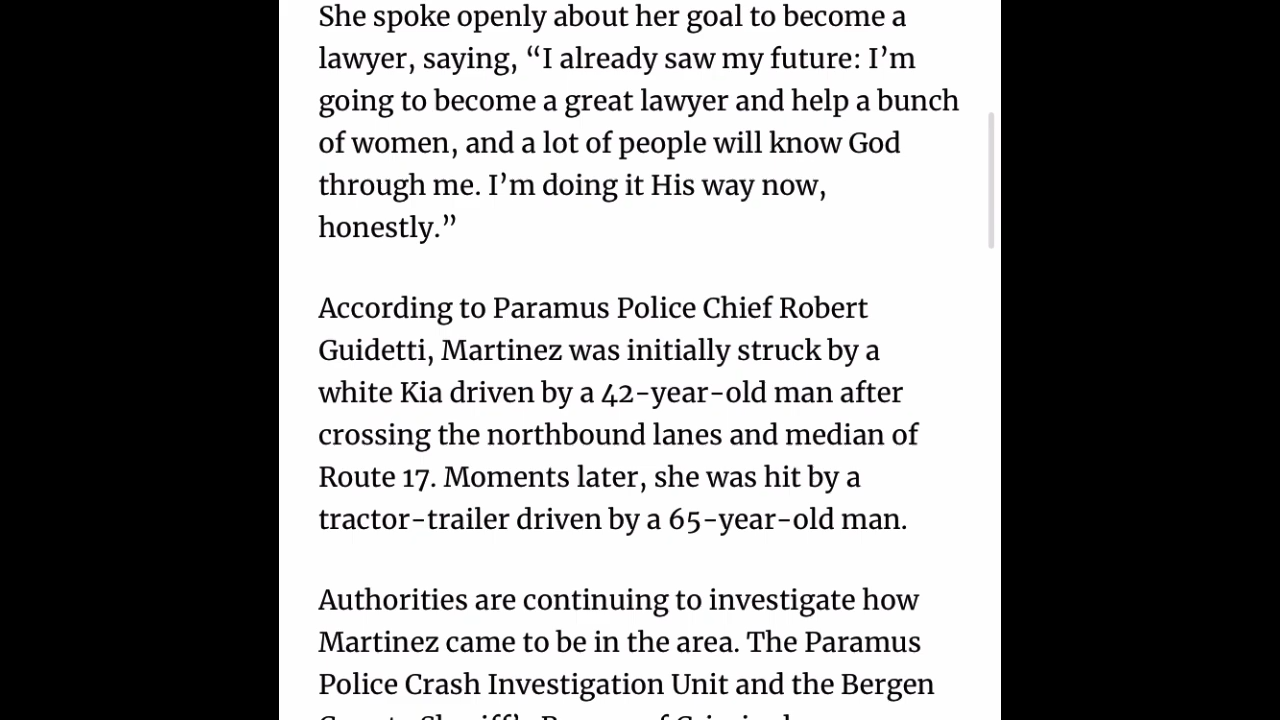 She spoke openly about her goal to become a
lawyer, saying, “I already saw my future: I’m
going to become a great lawyer and help a bunch
of women, and a lot of people will know God
through me. I’m doing it His way now,
honestly.”
According to Paramus Police Chief Robert
Guidetti, Martinez was initially struck by a
white Kia driven by a 42-year-old man after
crossing the northbound lanes and median of
Route 17. Moments later, she was hit by a
tractor-trailer driven by a 65-year-old man.
Authorities are continuing to investigate how
Martinez came to be in the area. The Paramus
Police Crash Investigation Unit and the Bergen